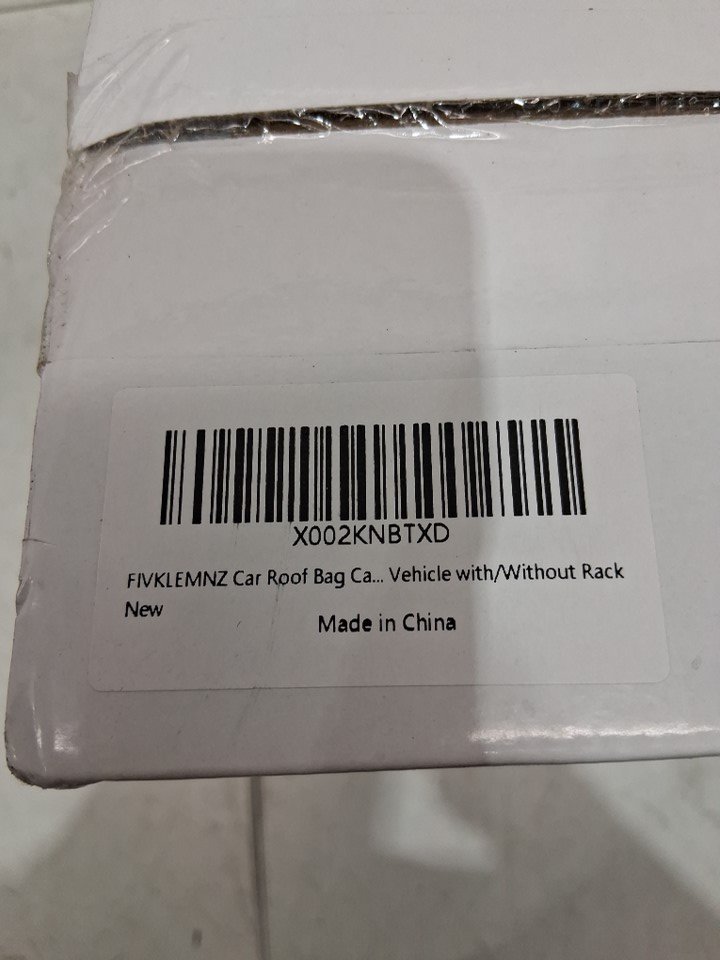 X002KNBTXD
FIVKLEMNZ Car Roof Bag Ca... Vehicle with/Without Rack
New
Made in China